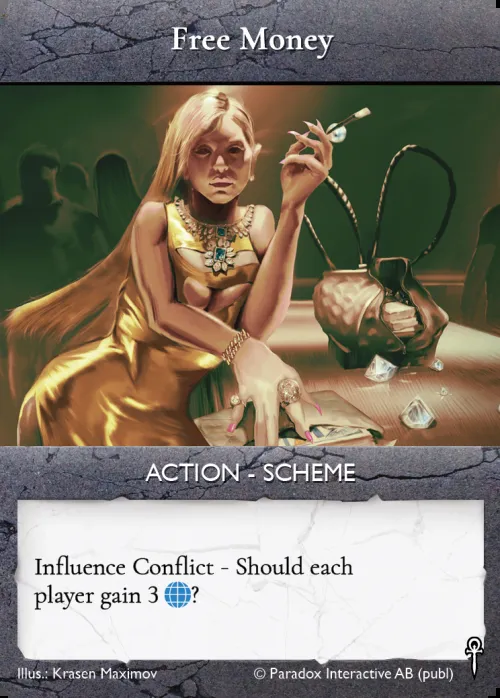 Free Money
ACTION - SCHEME
Influence Conflict - Should each
player gain 3 ?
Illus.: Krasen Maximov © Paradox Interactive AB (publ)